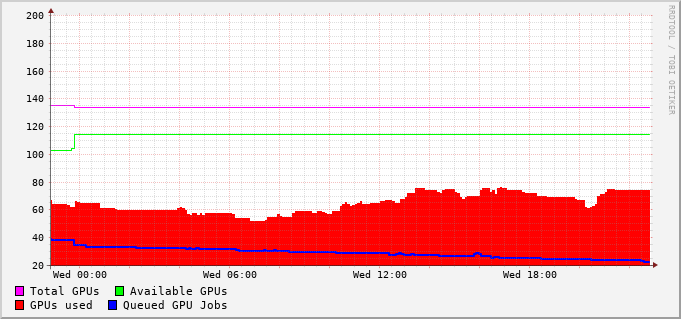 RRDTOOL / TOBI OETIKER
200
180
160
140
120
100
80
60
40
20
Wed 00:00 Wed 06:00 Wed 12:00 Wed 18:00
Total GPUs Available GPUs
GPUs used Queued GPU Jobs